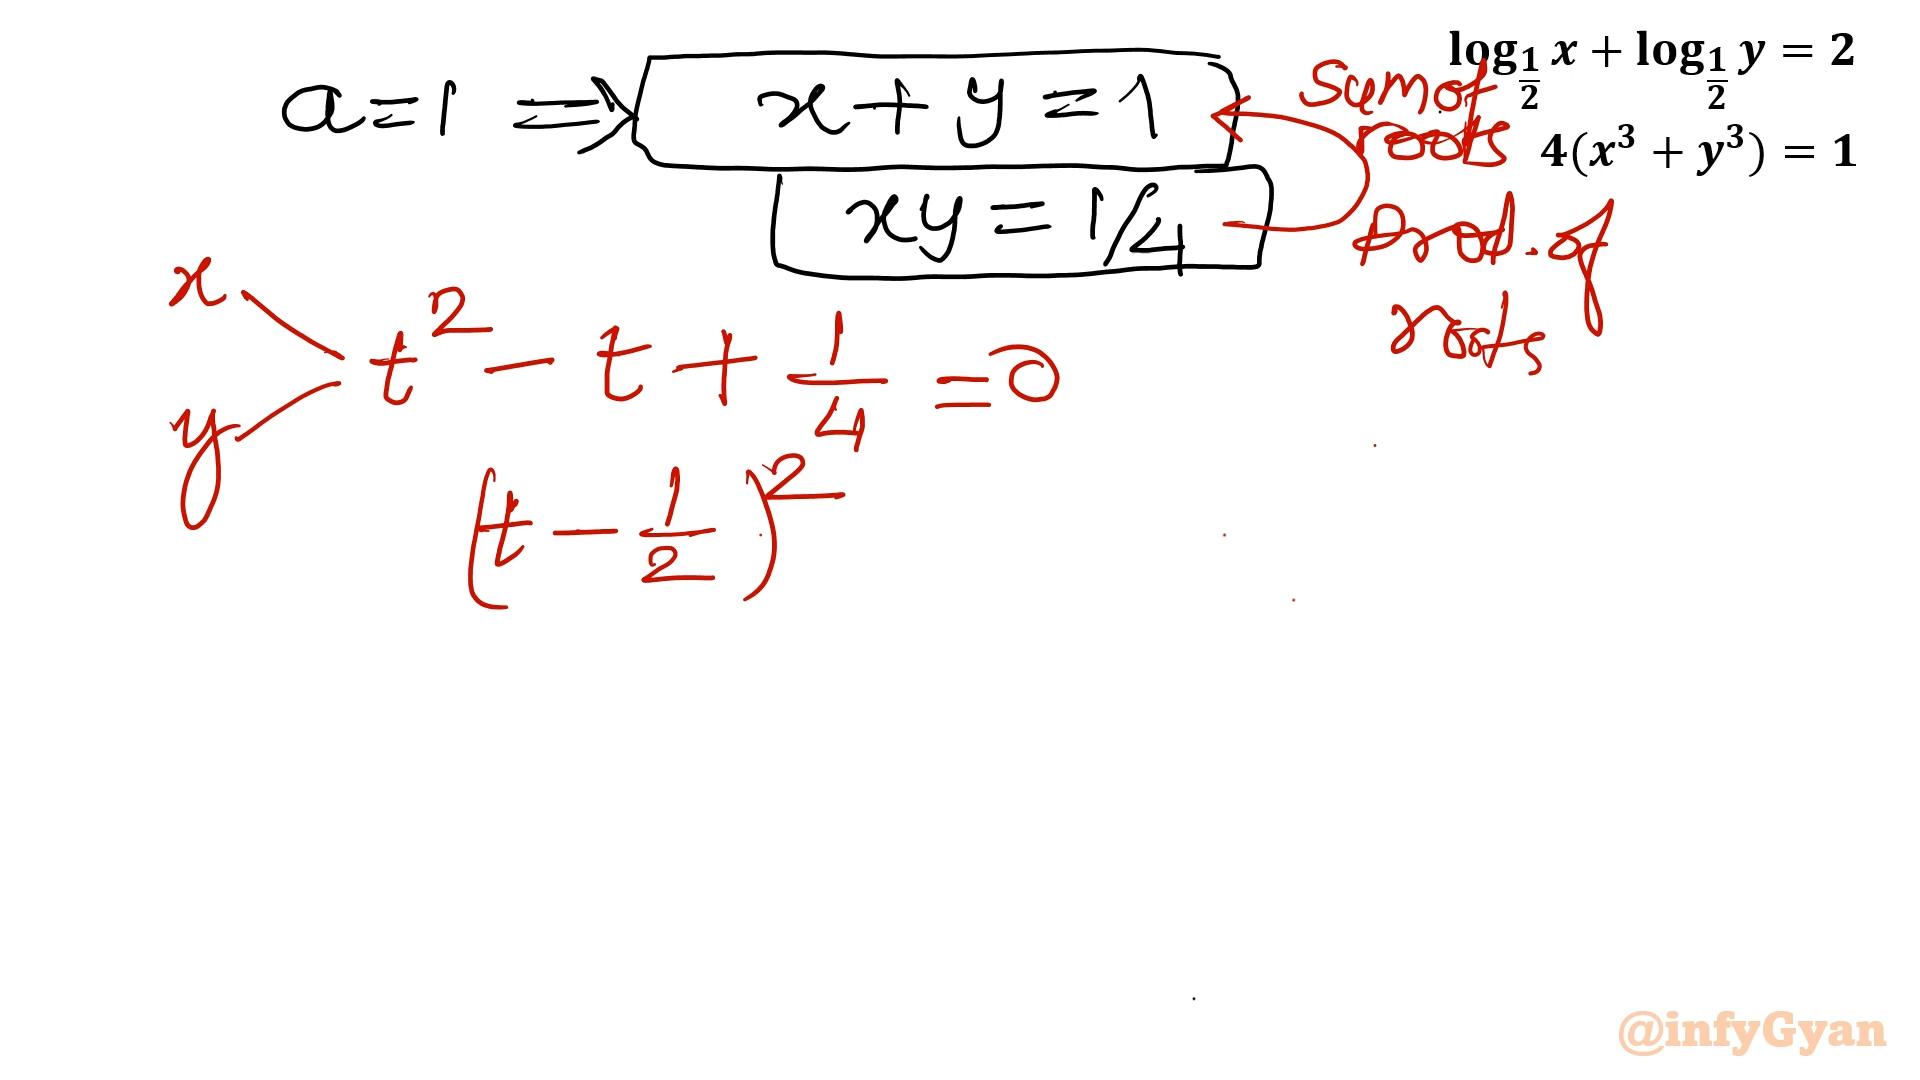 log_{1/2} x + log_{1/2} y = 2
4(x³ + y³) = 1
a = 1 ⇒ x + y = 1
Sum of
roots
xy = 1/4
Prod. of
roots
x
y
t² - t + 1/4 = 0
(t - 1/2)²
@infyGyan